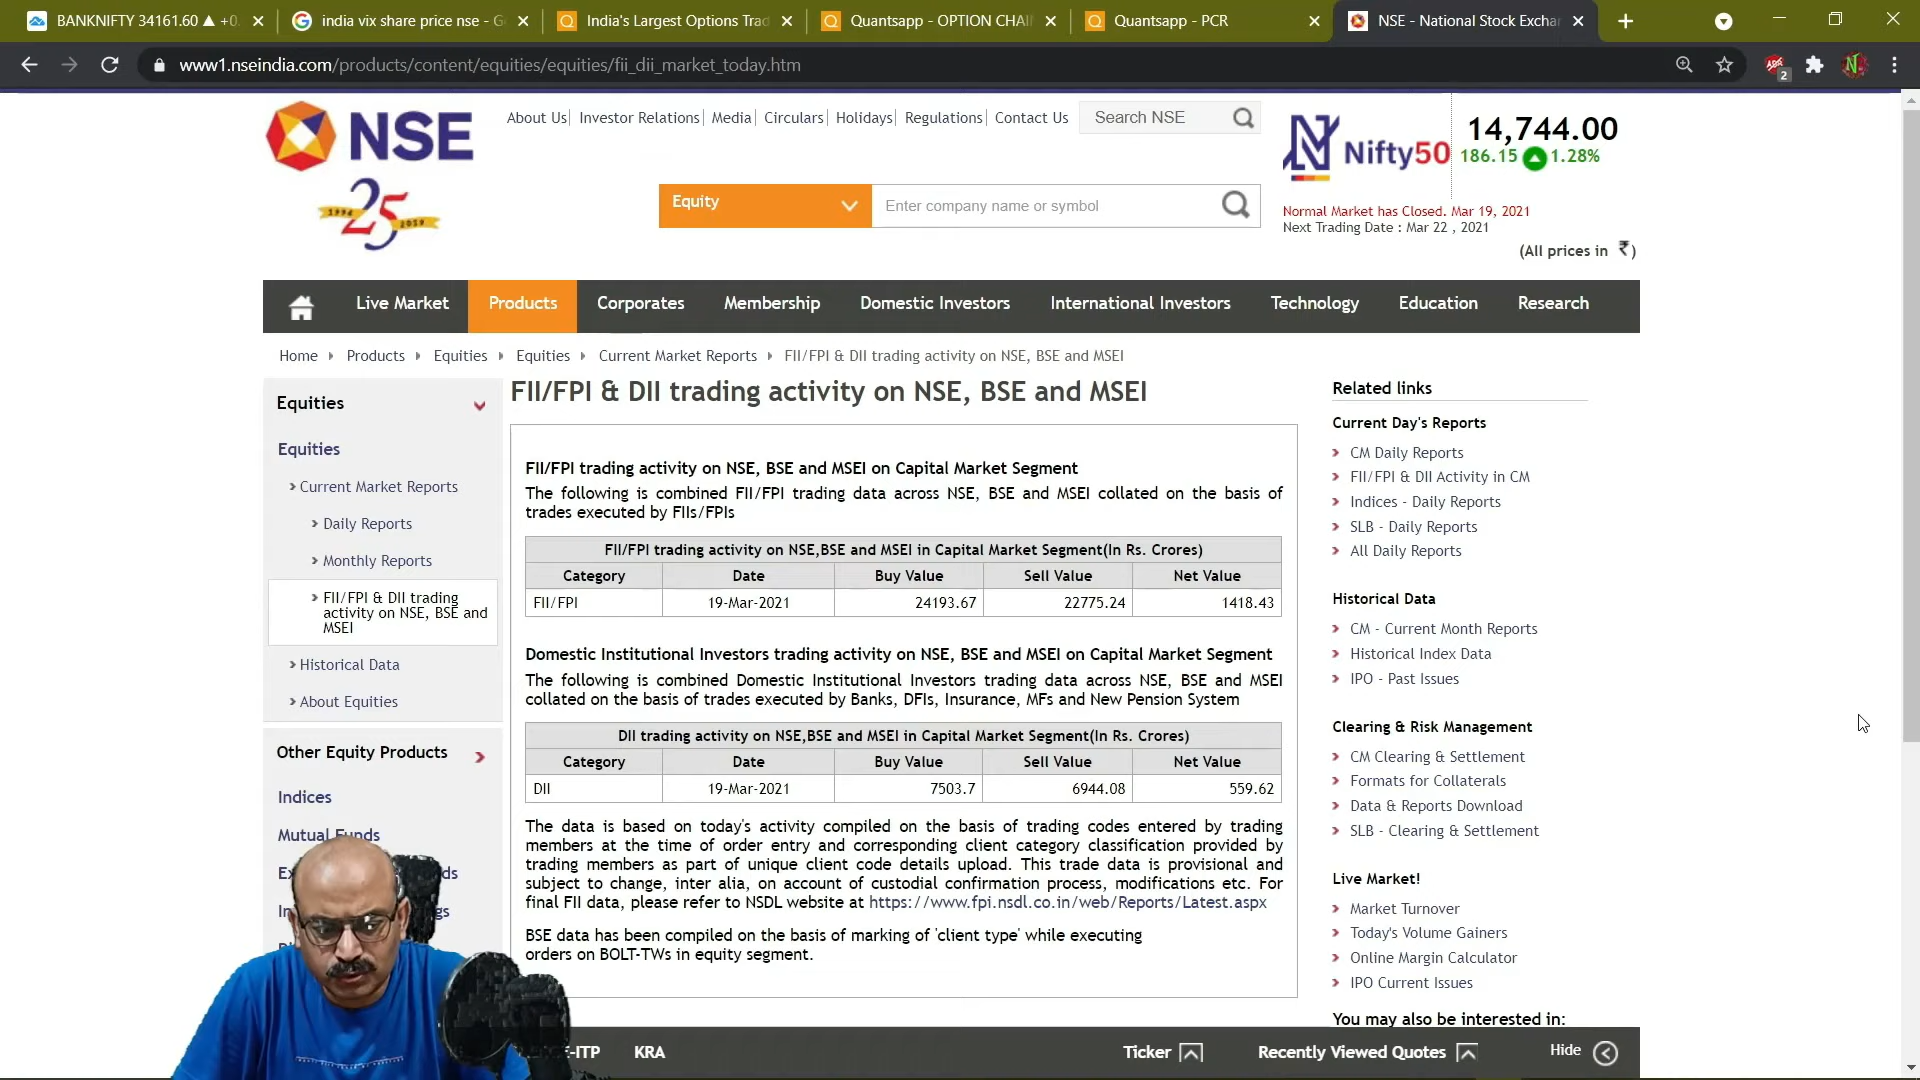 BANKNIFTY 34161.60 ▲ +0.
india vix share price nse - G
India's Largest Options Trad
Quantsapp - OPTION CHAI
Quantsapp - PCR
NSE - National Stock Excha
www1.nseindia.com/products/content/equities/equities/fii_dii_market_today.htm
2
NSE
1994 25 2019
About Us| Investor Relations| Media| Circulars| Holidays| Regulations| Contact Us
Search NSE
Equity
Enter company name or symbol
Nifty50
14,744.00
186.15 1.28%
Normal Market has Closed. Mar 19, 2021
Next Trading Date : Mar 22 , 2021
(All prices in ₹)
Live Market Products Corporates Membership Domestic Investors International Investors Technology Education Research
Home Products Equities Equities Current Market Reports FII/FPI & DII trading activity on NSE, BSE and MSEI
Equities
Equities
Current Market Reports
Daily Reports
Monthly Reports
FII/FPI & DII trading
activity on NSE, BSE and
MSEI
Historical Data
About Equities
Other Equity Products
Indices
Mutual Funds
FII/FPI & DII trading activity on NSE, BSE and MSEI
FII/FPI trading activity on NSE, BSE and MSEI on Capital Market Segment
The following is combined FII/FPI trading data across NSE, BSE and MSEI collated on the basis of
trades executed by FIIs/FPIs
FII/FPI trading activity on NSE,BSE and MSEI in Capital Market Segment(In Rs. Crores)
Category Date Buy Value Sell Value Net Value
FII/FPI 19-Mar-2021 24193.67 22775.24 1418.43
Domestic Institutional Investors trading activity on NSE, BSE and MSEI on Capital Market Segment
The following is combined Domestic Institutional Investors trading data across NSE, BSE and MSEI
collated on the basis of trades executed by Banks, DFIs, Insurance, MFs and New Pension System
DII trading activity on NSE,BSE and MSEI in Capital Market Segment(In Rs. Crores)
Category Date Buy Value Sell Value Net Value
DII 19-Mar-2021 7503.7 6944.08 559.62
The data is based on today's activity compiled on the basis of trading codes entered by trading
members at the time of order entry and corresponding client category classification provided by
trading members as part of unique client code details upload. This trade data is provisional and
subject to change, inter alia, on account of custodial confirmation process, modifications etc. For
final FII data, please refer to NSDL website at https://www.fpi.nsdl.co.in/web/Reports/Latest.aspx
BSE data has been compiled on the basis of marking of 'client type' while executing
orders on BOLT-TWs in equity segment.
Related links
Current Day's Reports
CM Daily Reports
FII/FPI & DII Activity in CM
Indices - Daily Reports
SLB - Daily Reports
All Daily Reports
Historical Data
CM - Current Month Reports
Historical Index Data
IPO - Past Issues
Clearing & Risk Management
CM Clearing & Settlement
Formats for Collaterals
Data & Reports Download
SLB - Clearing & Settlement
Live Market!
Market Turnover
Today's Volume Gainers
Online Margin Calculator
IPO Current Issues
You may also be interested in:
-ITP KRA Ticker Recently Viewed Quotes Hide